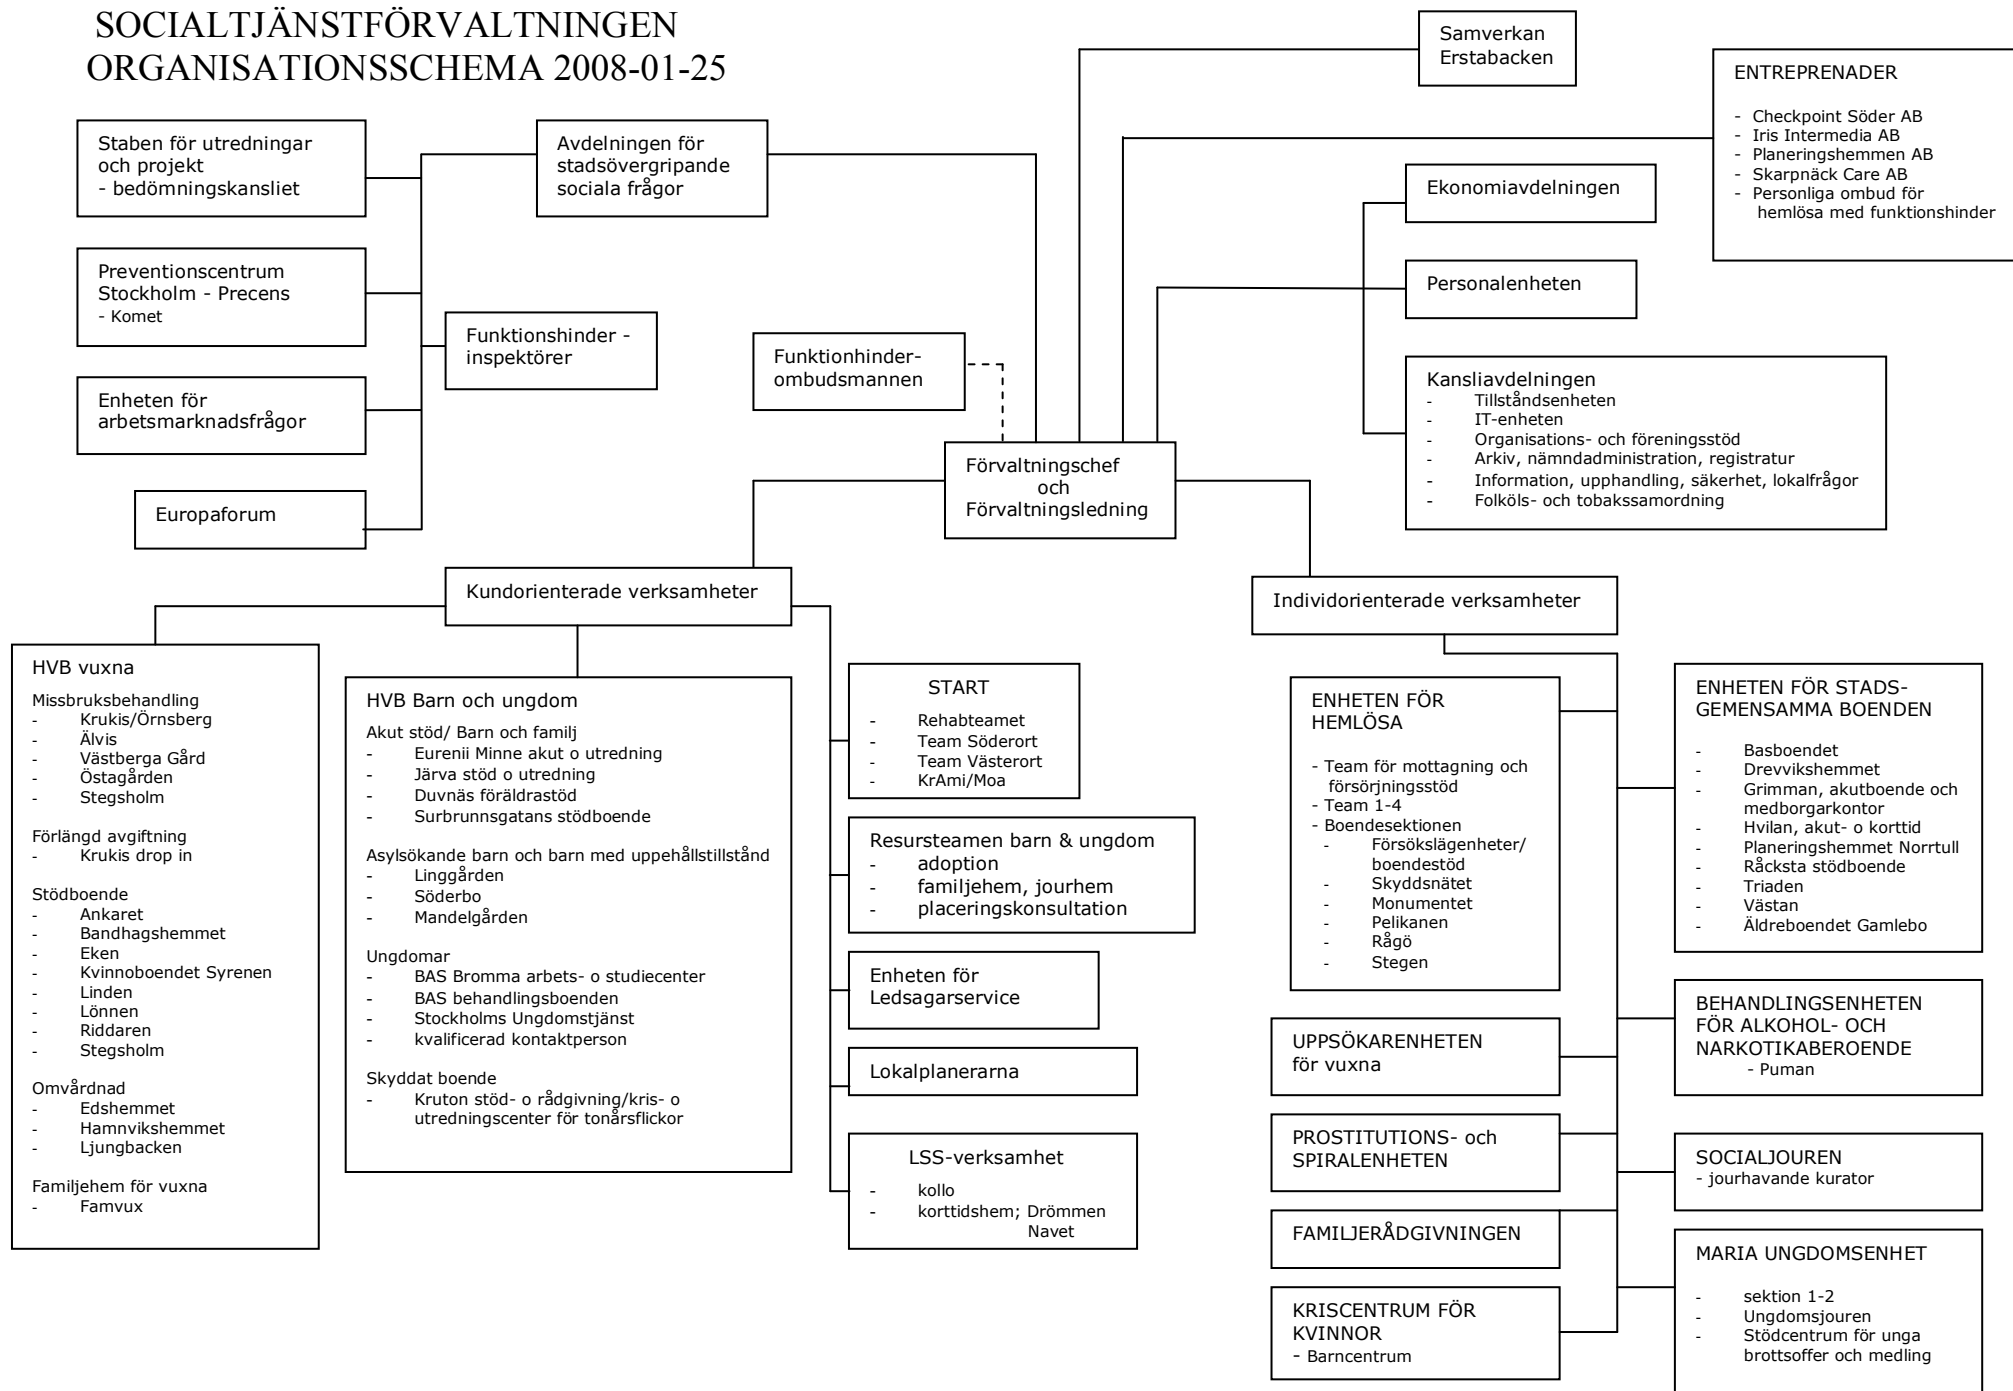 SOCIALTJÄNSTFÖRVALTNINGEN
ORGANISATIONSSCHEMA 2008-01-25
Samverkan
Erstabacken
ENTREPRENADER
- Checkpoint Söder AB
- Iris Intermedia AB
- Planeringshemmen AB
- Skarpnäck Care AB
- Personliga ombud för
hemlösa med funktionshinder
Staben för utredningar
och projekt
- bedömningskansliet
Avdelningen för
stadsövergripande
sociala frågor
Ekonomiavdelningen
Preventionscentrum
Stockholm - Precens
- Komet
Personalenheten
Funktionshinder -
inspektörer
Funktionhinder-
ombudsmannen
Enheten för
arbetsmarknadsfrågor
Kansliavdelningen
- Tillståndsenheten
- IT-enheten
- Organisations- och föreningsstöd
- Arkiv, nämndadministration, registratur
- Information, upphandling, säkerhet, lokalfrågor
- Folköls- och tobakssamordning
Europaforum
Förvaltningschef
och
Förvaltningsledning
Kundorienterade verksamheter
Individorienterade verksamheter
HVB vuxna
Missbruksbehandling
- Krukis/Örnsberg
- Älvis
- Västberga Gård
- Östagården
- Stegsholm
Förlängd avgiftning
- Krukis drop in
Stödboende
- Ankaret
- Bandhagshemmet
- Eken
- Kvinnoboendet Syrenen
- Linden
- Lönnen
- Riddaren
- Stegsholm
Omvårdnad
- Edshemmet
- Hamnvikshemmet
- Ljungbacken
Familjehem för vuxna
- Famvux
HVB Barn och ungdom
Akut stöd/ Barn och familj
- Eurenii Minne akut o utredning
- Järva stöd o utredning
- Duvnäs föräldrastöd
- Surbrunnsgatans stödboende
Asylsökande barn och barn med uppehållstillstånd
- Linggården
- Söderbo
- Mandelgården
Ungdomar
- BAS Bromma arbets- o studiecenter
- BAS behandlingsboenden
- Stockholms Ungdomstjänst
- kvalificerad kontaktperson
Skyddat boende
- Kruton stöd- o rådgivning/kris- o
utredningscenter för tonårsflickor
START
- Rehabteamet
- Team Söderort
- Team Västerort
- KrAmi/Moa
Resursteamen barn & ungdom
- adoption
- familjehem, jourhem
- placeringskonsultation
Enheten för
Ledsagarservice
Lokalplanerarna
LSS-verksamhet
- kollo
- korttidshem; Drömmen
Navet
ENHETEN FÖR
HEMLÖSA
- Team för mottagning och
försörjningsstöd
- Team 1-4
- Boendesektionen
- Försökslägenheter/
boendestöd
- Skyddsnätet
- Monumentet
- Pelikanen
- Rågö
- Stegen
UPPSÖKARENHETEN
för vuxna
PROSTITUTIONS- och
SPIRALENHETEN
FAMILJERÅDGIVNINGEN
KRISCENTRUM FÖR
KVINNOR
- Barncentrum
ENHETEN FÖR STADS-
GEMENSAMMA BOENDEN
- Basboendet
- Drevvikshemmet
- Grimman, akutboende och
medborgarkontor
- Hvilan, akut- o korttid
- Planeringshemmet Norrtull
- Råcksta stödboende
- Triaden
- Västan
- Äldreboendet Gamlebo
BEHANDLINGSENHETEN
FÖR ALKOHOL- OCH
NARKOTIKABEROENDE
- Puman
SOCIALJOUREN
- jourhavande kurator
MARIA UNGDOMSENHET
- sektion 1-2
- Ungdomsjouren
- Stödcentrum för unga
brottsoffer och medling